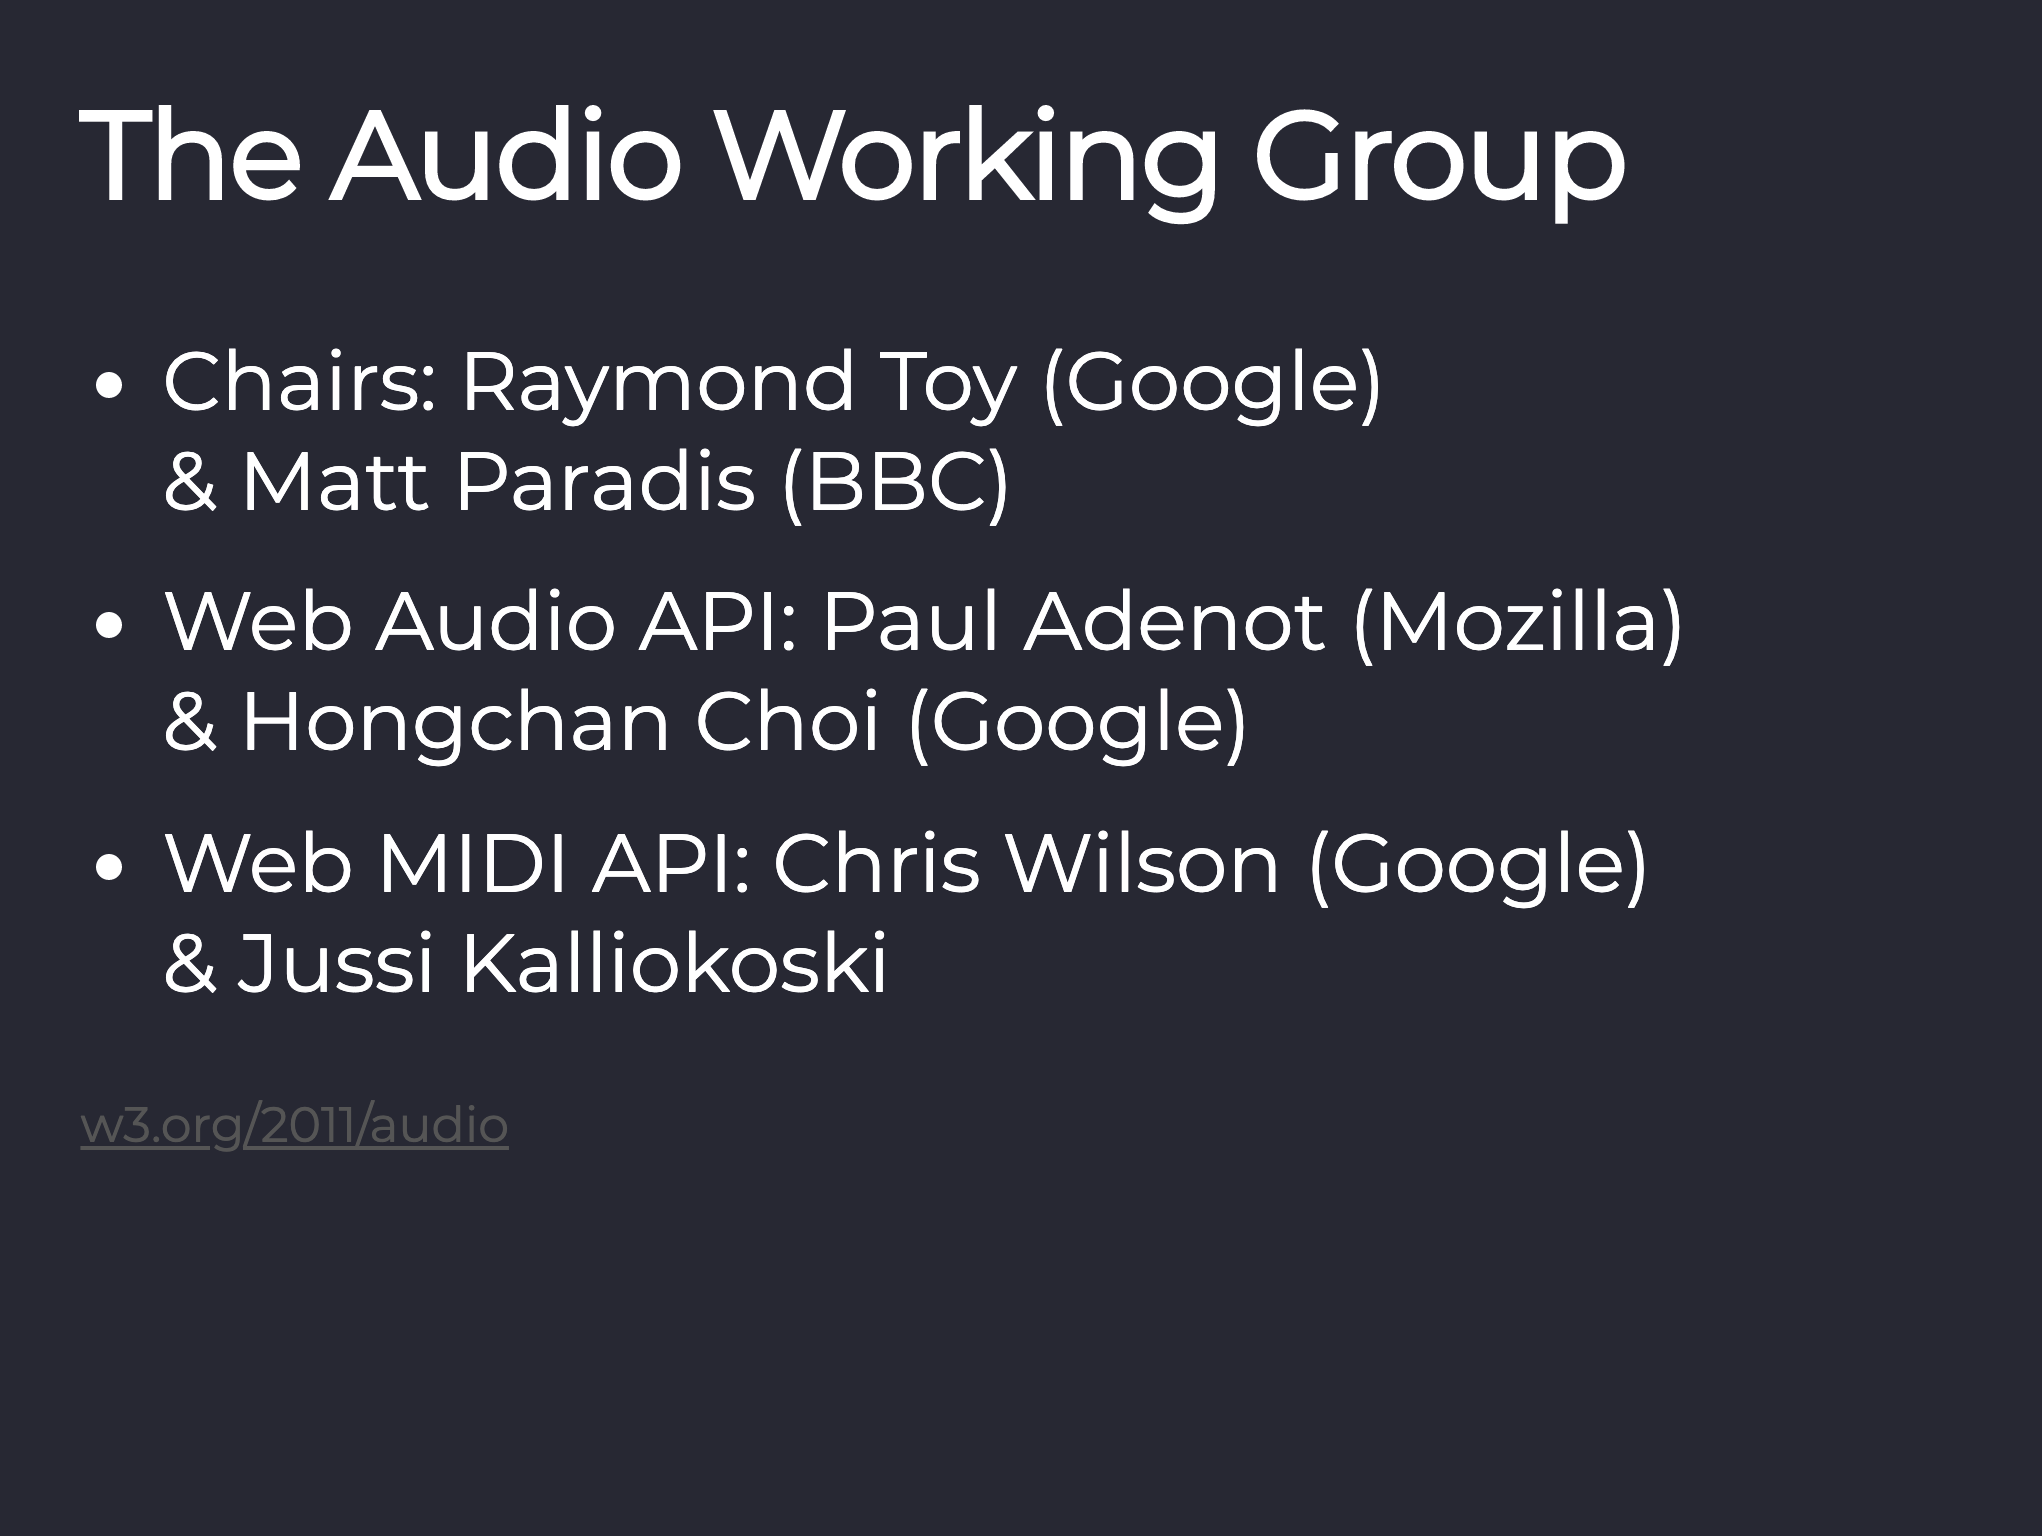 The Audio Working Group
• Chairs: Raymond Toy (Google)
& Matt Paradis (BBC)
• Web Audio API: Paul Adenot (Mozilla)
& Hongchan Choi (Google)
• Web MIDI API: Chris Wilson (Google)
& Jussi Kalliokoski
w3.org/2011/audio